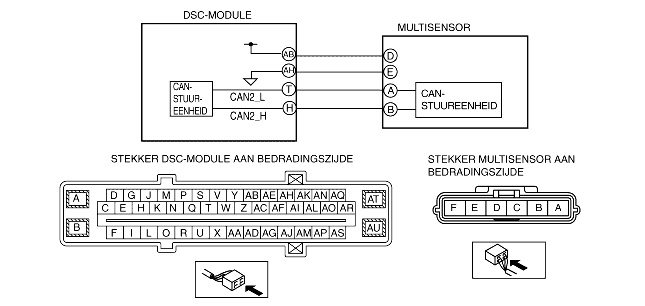 DSC-MODULE
MULTISENSOR
AB
D
AH
E
CAN-
STUUR-
EENHEID
T
CAN2_L
A
CAN-
STUUREENHEID
H
CAN2_H
B
STEKKER DSC-MODULE AAN BEDRADINGSZIJDE
STEKKER MULTISENSOR AAN
BEDRADINGSZIJDE
A
D G J M P S V Y AB AE AH AK AN AQ
AT
C E H K N Q T W Z AC AF AI AL AO AR
B
F I L O R U X AA AD AG AJ AM AP AS
AU
F E D C B A